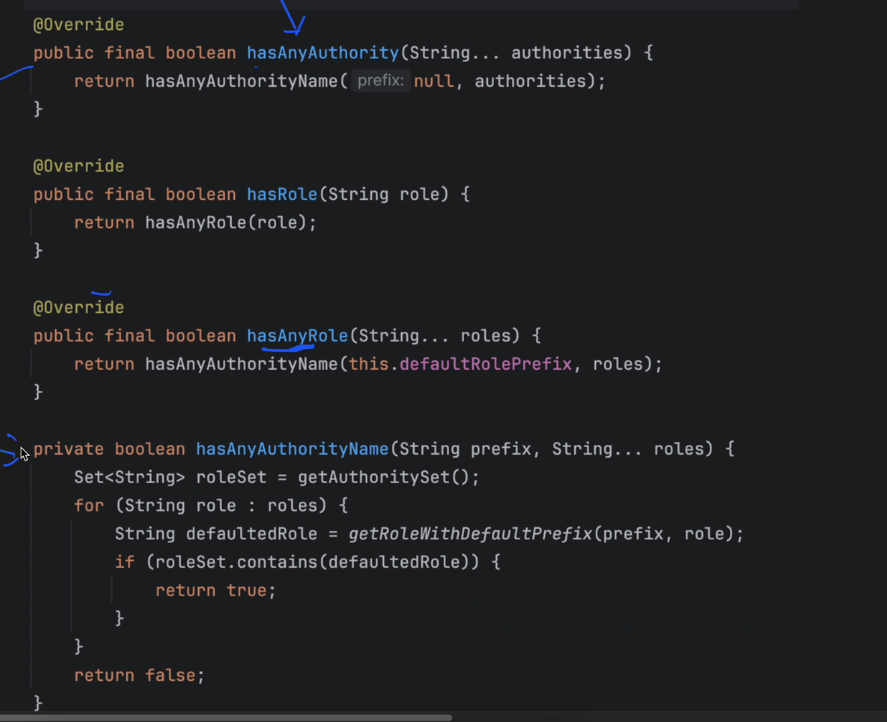 @Override
public final boolean hasAnyAuthority(String... authorities) {
return hasAnyAuthorityName( prefix: null, authorities);
}
@Override
public final boolean hasRole(String role) {
return hasAnyRole(role);
}
@Override
public final boolean hasAnyRole(String... roles) {
return hasAnyAuthorityName(this.defaultRolePrefix, roles);
}
private boolean hasAnyAuthorityName(String prefix, String... roles) {
Set<String> roleSet = getAuthoritySet();
for (String role : roles) {
String defaultedRole = getRoleWithDefaultPrefix(prefix, role);
if (roleSet.contains(defaultedRole)) {
return true;
}
}
return false;
}